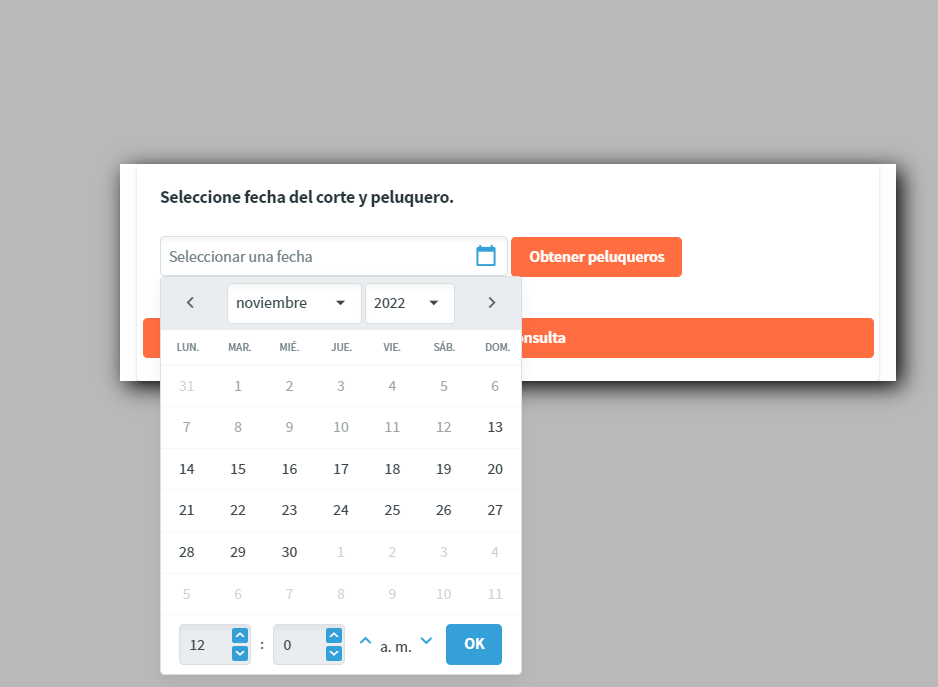 Seleccione fecha del corte y peluquero.
Seleccionar una fecha Obtener peluqueros
noviembre 2022
onsulta
LUN. MAR. MIÉ. JUE. VIE. SÁB. DOM.
31 1 2 3 4 5 6
7 8 9 10 11 12 13
14 15 16 17 18 19 20
21 22 23 24 25 26 27
28 29 30 1 2 3 4
5 6 7 8 9 10 11
12 : 0 a. m. OK